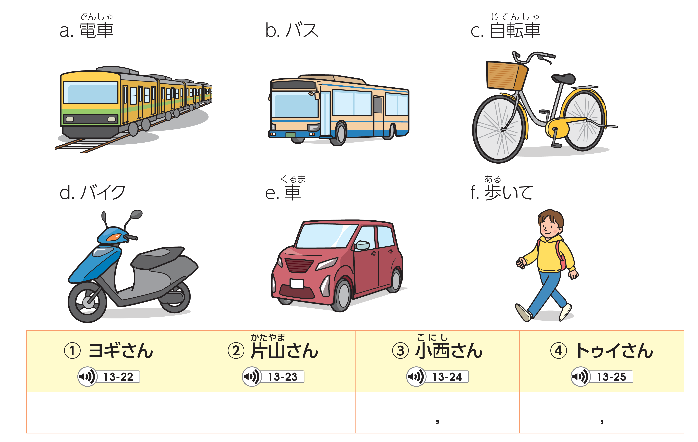 でんしゃ
a. 電車
b. バス
じてんしゃ
c. 自転車
d. バイク
くるま
e. 車
ある
f. 歩いて
① ヨギさん
かたやま
② 片山さん
こにし
③ 小西さん
④ トゥイさん
13-22
13-23
13-24
13-25
,
,